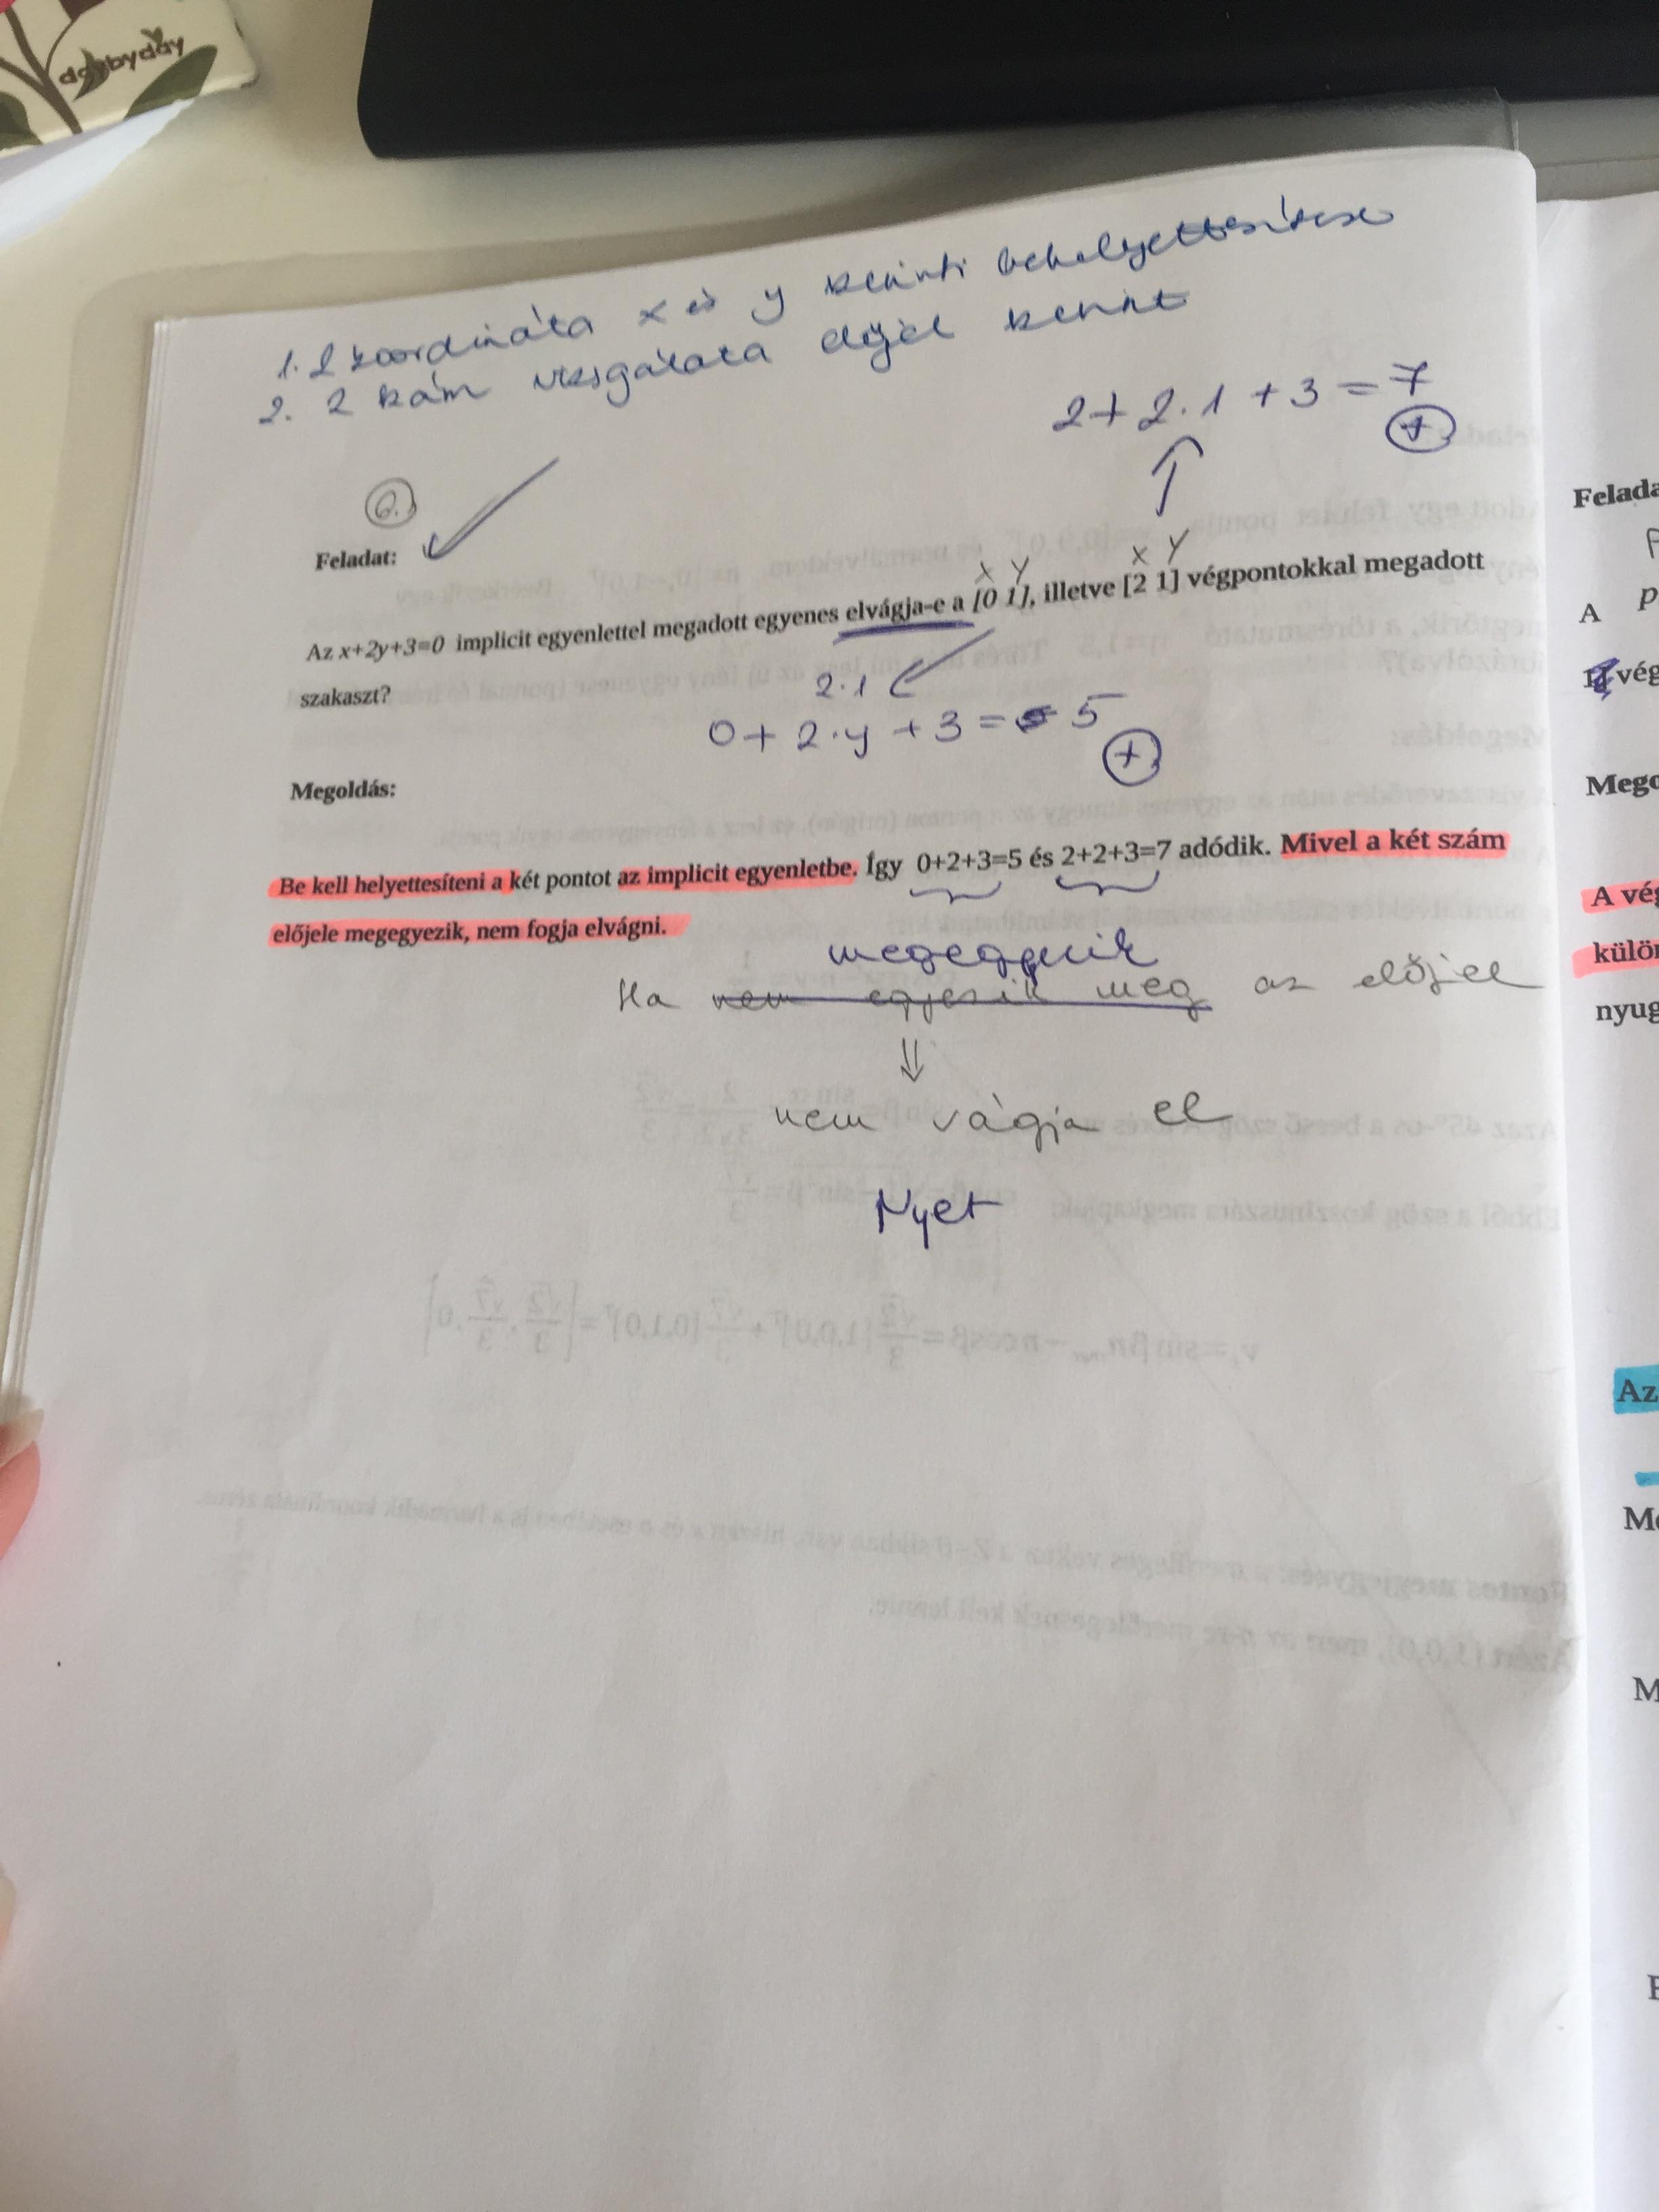 daybyday
1. 2 koordináta x és y szerinti behelyettesítése
2. 2 szám vizsgálata előjel szerint
2+2·1+3=7
+
6.
Feladat:
X Y X Y
Az x+2y+3=0 implicit egyenlettel megadott egyenes elvágja-e a [0 1], illetve [2 1] végpontokkal megadott
szakaszt?
2·1
0+2·y+3=5
+
Megoldás:
Be kell helyettesíteni a két pontot az implicit egyenletbe. Így 0+2+3=5 és 2+2+3=7 adódik. Mivel a két szám
előjele megegyezik, nem fogja elvágni.
megegyezik
Ha nem egyezik meg az előjel
⇓
nem vágja el
Nyet
Felada
A p
vég
Mego
A vég
külön
nyug
Az
Me
M